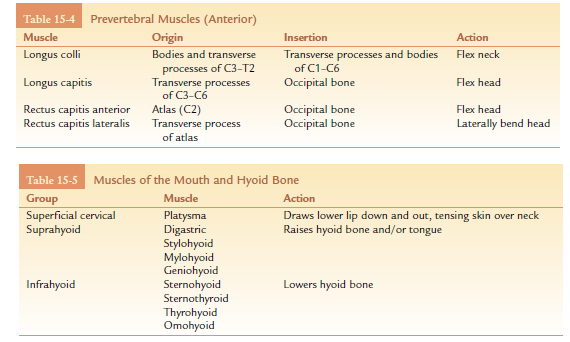 Table 15-4 Prevertebral Muscles (Anterior)
Muscle Origin Insertion Action
Longus colli Bodies and transverse Transverse processes and bodies Flex neck
processes of C3–T2 of C1–C6
Longus capitis Transverse processes Occipital bone Flex head
of C3–C6
Rectus capitis anterior Atlas (C2) Occipital bone Flex head
Rectus capitis lateralis Transverse process Occipital bone Laterally bend head
of atlas
Table 15-5 Muscles of the Mouth and Hyoid Bone
Group Muscle Action
Superficial cervical Platysma Draws lower lip down and out, tensing skin over neck
Suprahyoid Digastric Raises hyoid bone and/or tongue
Stylohyoid
Mylohyoid
Geniohyoid
Infrahyoid Sternohyoid Lowers hyoid bone
Sternothyroid
Thyrohyoid
Omohyoid